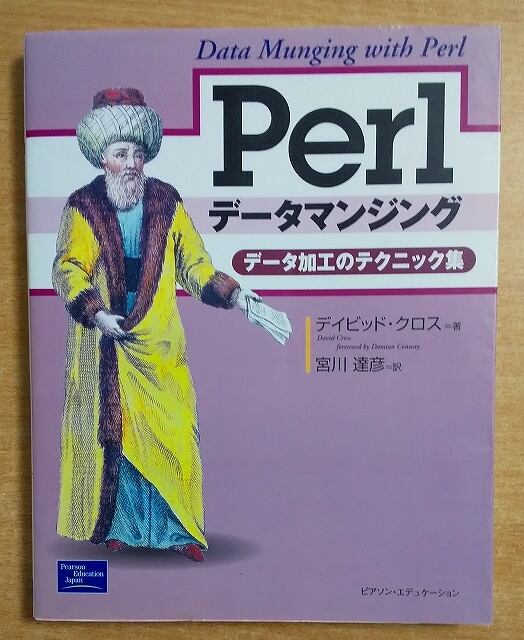 Data Munging with Perl
Perl
データマンジング
データ加工のテクニック集
デイビッド・クロス=著
David Cross
foreword by Damian Conway
宮川 達彦=訳
Pearson
Education
Japan
ピアソン・エデュケーション